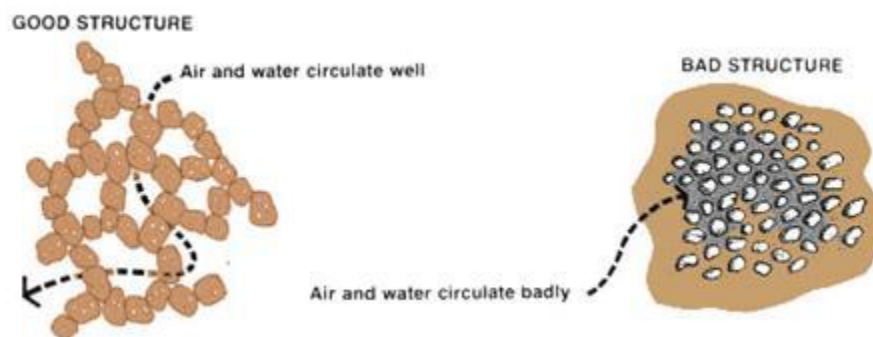 GOOD STRUCTURE
Air and water circulate well
BAD STRUCTURE
Air and water circulate badly